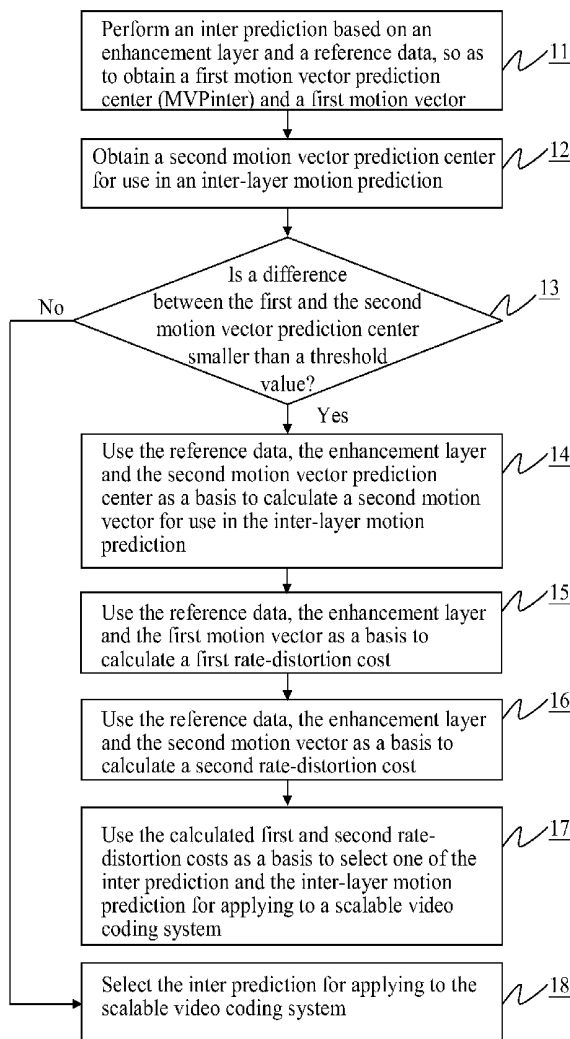 Perform an inter prediction based on an
enhancement layer and a reference data, so as
to obtain a first motion vector prediction
center (MVPinter) and a first motion vector
11
Obtain a second motion vector prediction center
for use in an inter-layer motion prediction
12
Is a difference
between the first and the second
motion vector prediction center
smaller than a threshold
value?
13
No
Yes
Use the reference data, the enhancement layer
and the second motion vector prediction
center as a basis to calculate a second motion
vector for use in the inter-layer motion
prediction
14
Use the reference data, the enhancement layer
and the first motion vector as a basis to
calculate a first rate-distortion cost
15
Use the reference data, the enhancement layer
and the second motion vector as a basis to
calculate a second rate-distortion cost
16
Use the calculated first and second rate-
distortion costs as a basis to select one of the
inter prediction and the inter-layer motion
prediction for applying to a scalable video
coding system
17
Select the inter prediction for applying to the
scalable video coding system
18